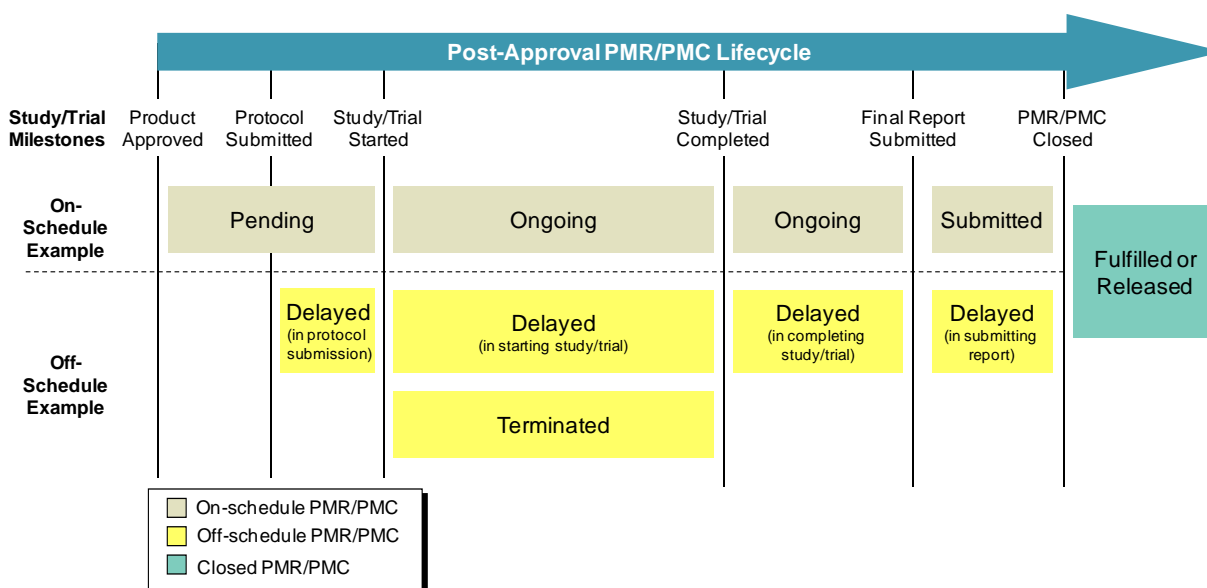 Post-Approval PMR/PMC Lifecycle
Study/Trial
Milestones
Product
Approved
Protocol
Submitted
Study/Trial
Started
Study/Trial
Completed
Final Report
Submitted
PMR/PMC
Closed
On-
Schedule
Example
Pending
Ongoing
Ongoing
Submitted
Fulfilled or
Released
Off-
Schedule
Example
Delayed
(in protocol
submission)
Delayed
(in starting study/trial)
Delayed
(in completing
study/trial)
Delayed
(in submitting
report)
Terminated
On-schedule PMR/PMC
Off-schedule PMR/PMC
Closed PMR/PMC